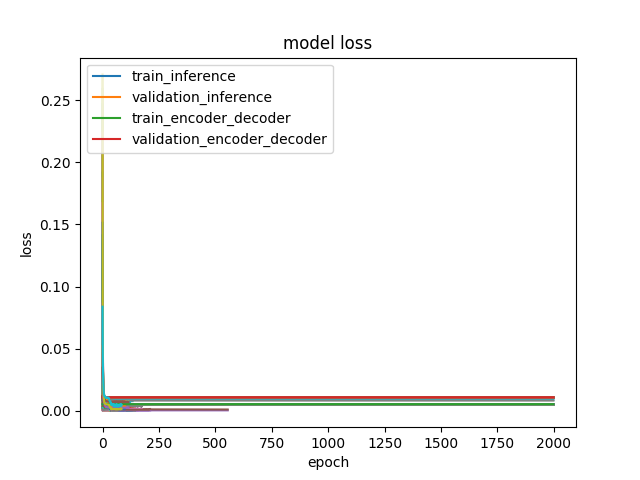 model loss
train_inference
validation_inference
train_encoder_decoder
validation_encoder_decoder
0.25
0.20
0.15
0.10
0.05
0.00
loss
0 250 500 750 1000 1250 1500 1750 2000
epoch